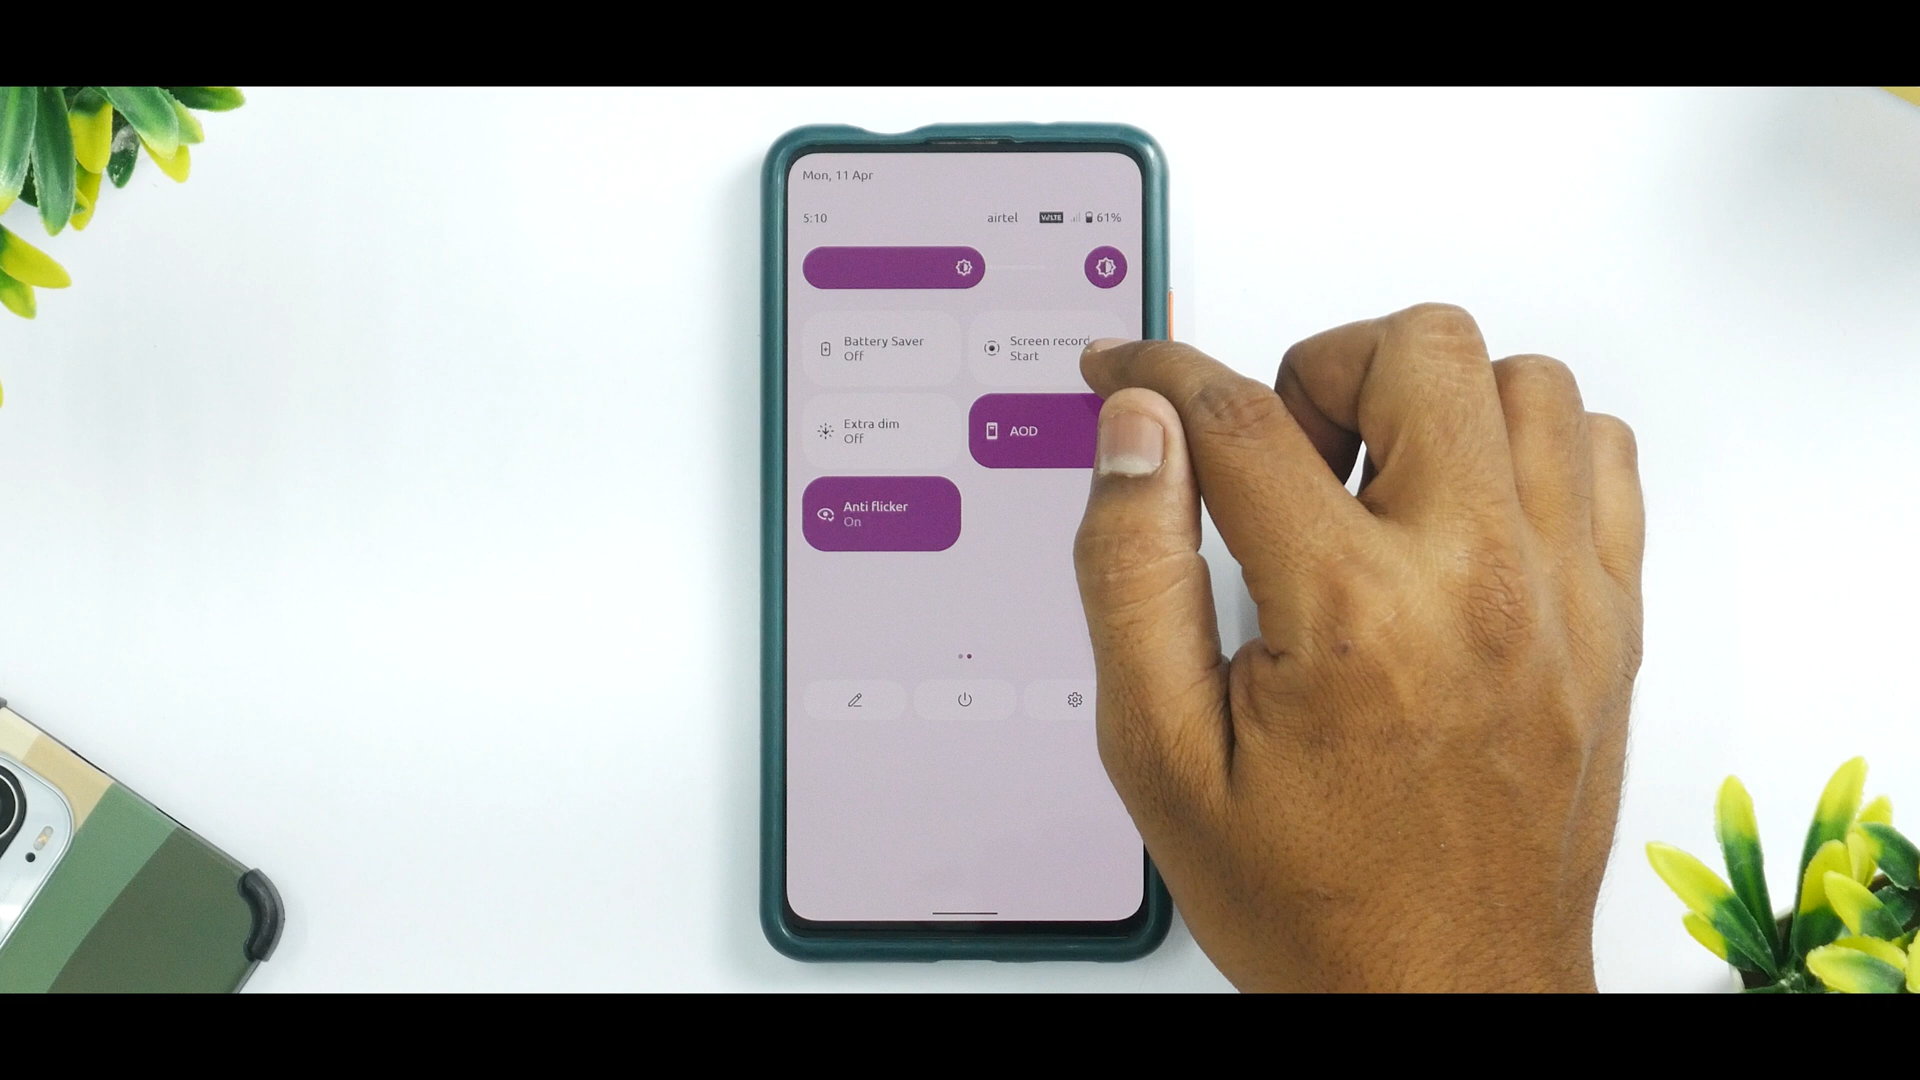 Mon, 11 Apr
5:10 airtel VoLTE 61%
Battery Saver
Off
Screen record
Start
Extra dim
Off
AOD
Anti flicker
On